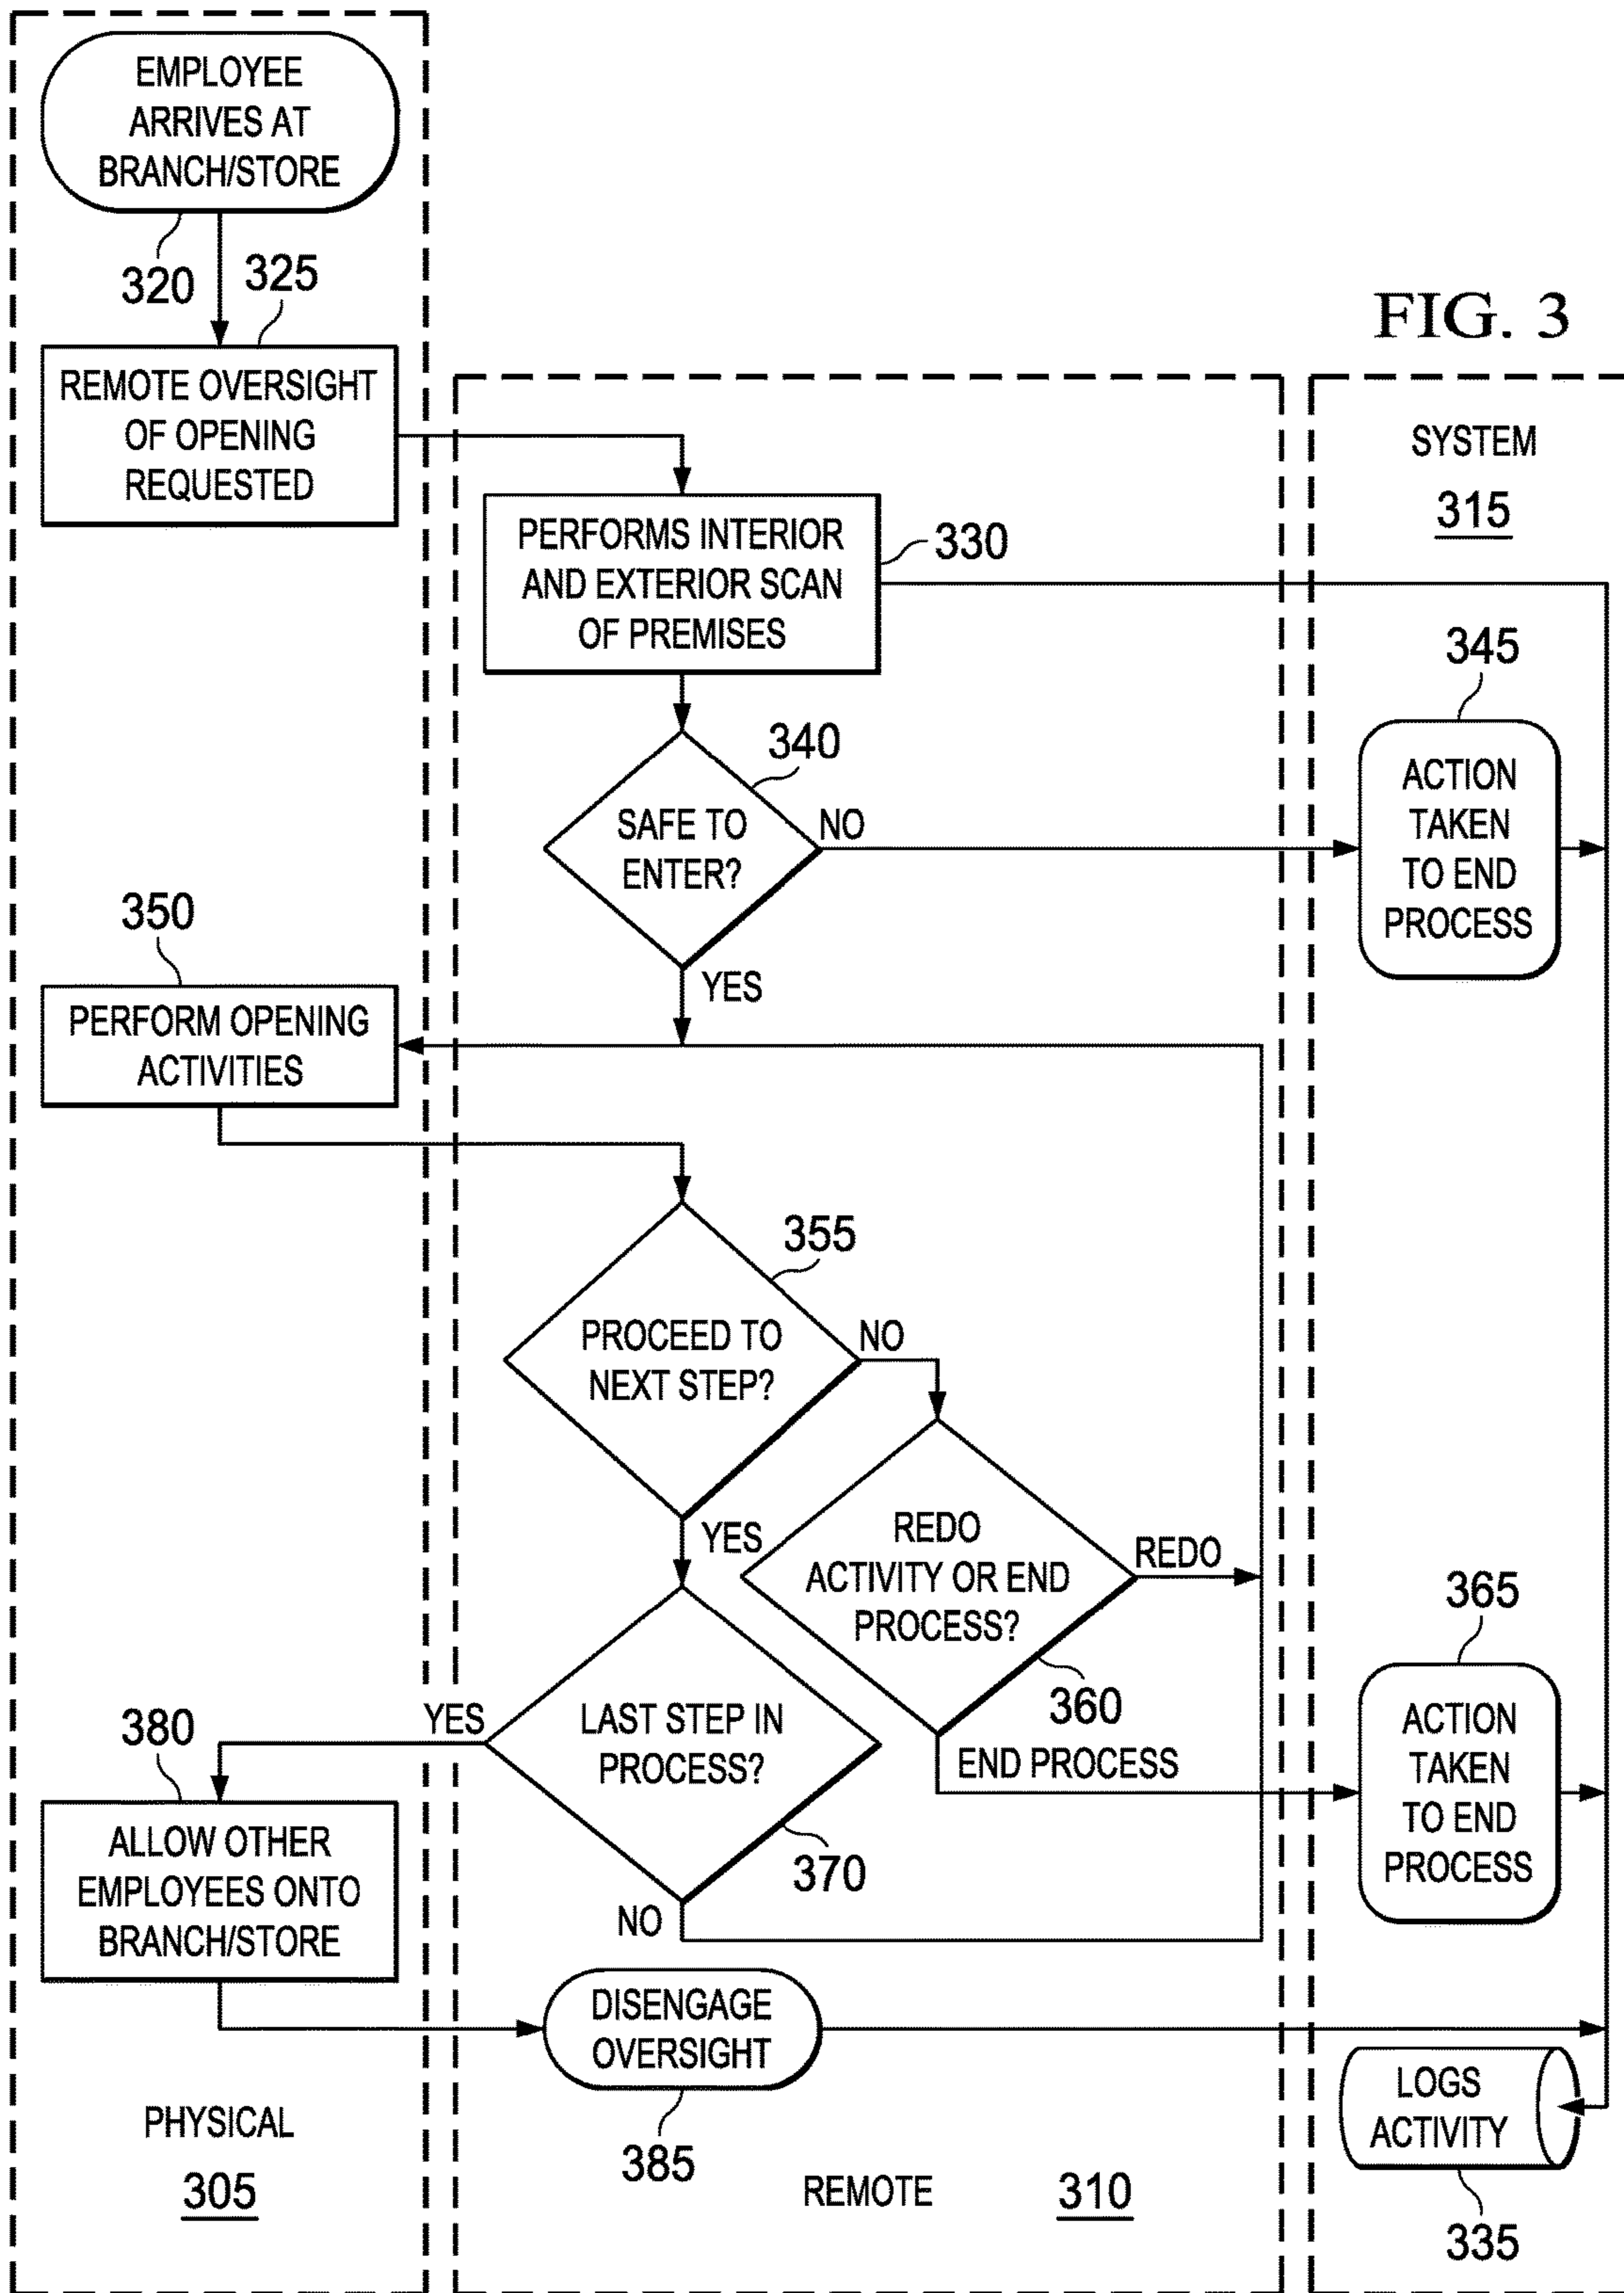 EMPLOYEE
ARRIVES AT
BRANCH/STORE
320
325
FIG. 3
REMOTE OVERSIGHT
OF OPENING
REQUESTED
SYSTEM
315
PERFORMS INTERIOR
AND EXTERIOR SCAN
OF PREMISES
330
345
340
SAFE TO
ENTER?
NO
YES
ACTION
TAKEN
TO END
PROCESS
350
PERFORM OPENING
ACTIVITIES
355
PROCEED TO
NEXT STEP?
NO
YES
REDO
ACTIVITY OR END
PROCESS?
REDO
360
END PROCESS
365
ACTION
TAKEN
TO END
PROCESS
LAST STEP IN
PROCESS?
YES
370
NO
380
ALLOW OTHER
EMPLOYEES ONTO
BRANCH/STORE
DISENGAGE
OVERSIGHT
385
LOGS
ACTIVITY
335
PHYSICAL
305
REMOTE
310